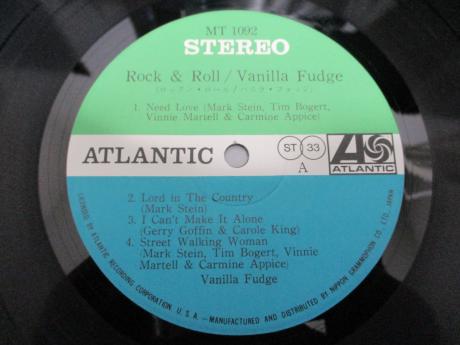 MT 1092
STEREO
Rock & Roll / Vanilla Fudge
(ロックン・ロール/バニラ・ファッジ)
1. Need Love (Mark Stein, Tim Bogert,
Vinnie Martell & Carmine Appice)
ATLANTIC
ST 33
A
ATLANTIC
2. Lord in The Country
(Mark Stein)
3. I Can't Make It Alone
(Gerry Goffin & Carole King)
4. Street Walking Woman
(Mark Stein, Tim Bogert, Vinnie
Martell & Carmine Appice)
Vanilla Fudge
LICENSED BY ATLANTIC RECORDING CORPORATION U.S.A.—MANUFACTURED AND DISTRIBUTED BY NIPPON GRAMMOPHON CO. LTD., JAPAN